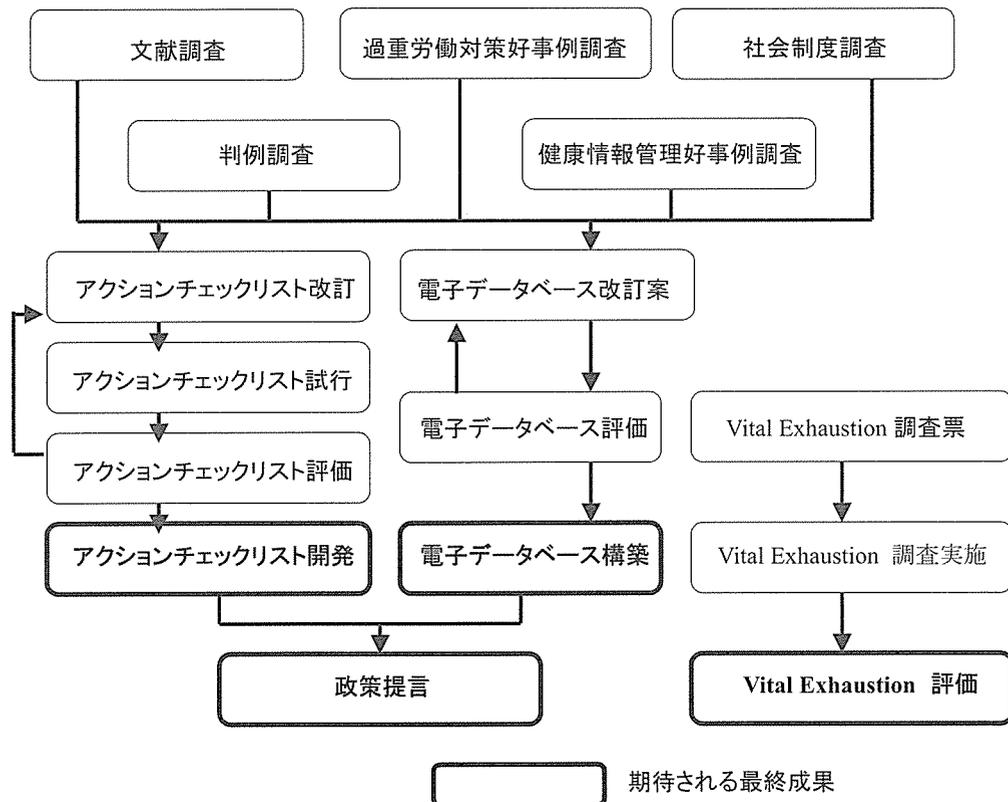 文献調査
過重労働対策好事例調査
社会制度調査
判例調査
健康情報管理好事例調査
アクションチェックリスト改訂
電子データベース改訂案
アクションチェックリスト試行
電子データベース評価
Vital Exhaustion 調査票
アクションチェックリスト評価
アクションチェックリスト開発
電子データベース構築
Vital Exhaustion 調査実施
政策提言
Vital Exhaustion 評価
期待される最終成果